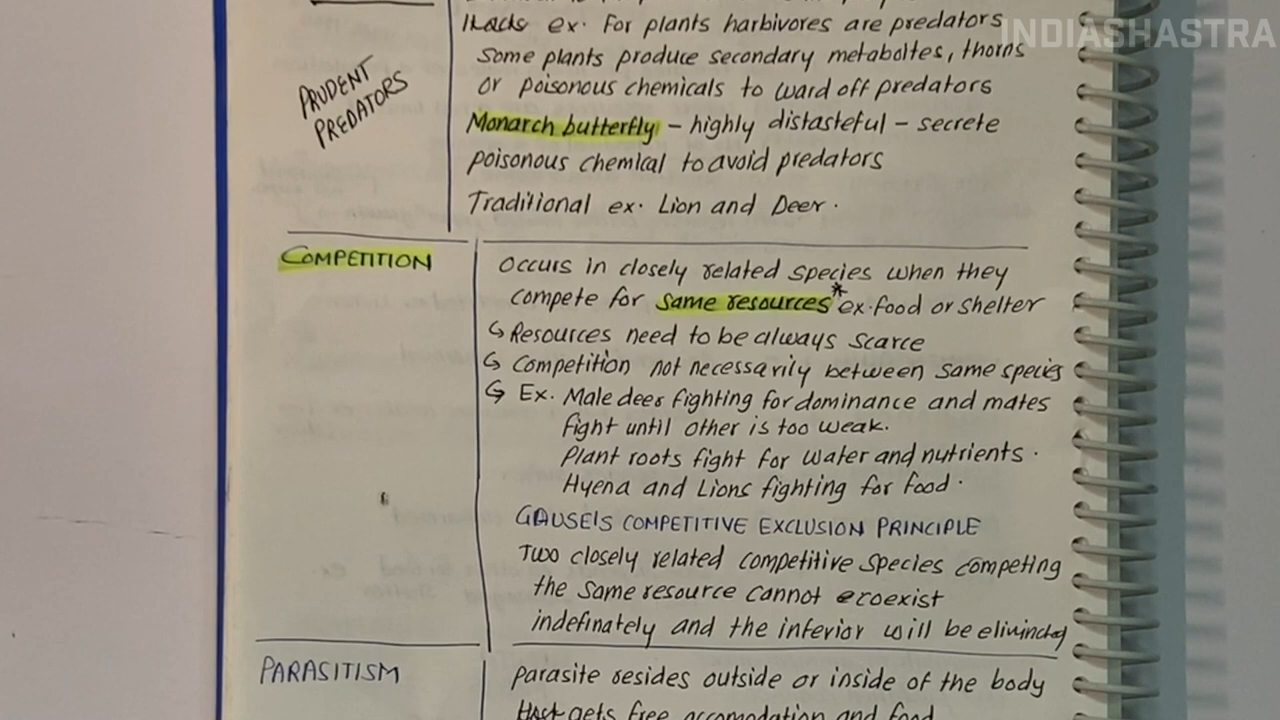 INDIASHASTRA
ex. For plants harbivores are predators
Some plants produce secondary metaboltes, thorns
or poisonous chemicals to ward off predators
PRUDENT
PREDATORS
Monarch butterfly – highly distasteful – secrete
poisonous chemical to avoid predators
Traditional ex. Lion and Deer.
COMPETITION
Occurs in closely related species when they
compete for same resources* ex. food or shelter
↳ Resources need to be always scarce
↳ Competition not necessarily between same species
↳ Ex. Male deer fighting for dominance and mates
fight until other is too weak.
Plant roots fight for water and nutrients.
Hyena and Lions fighting for food.
GAUSE'S COMPETITIVE EXCLUSION PRINCIPLE
Two closely related competitive species competing
the same resource cannot coexist
indefinately and the inferior will be
PARASITISM
Parasite resides outside or inside of the body
gets free accomodation and food